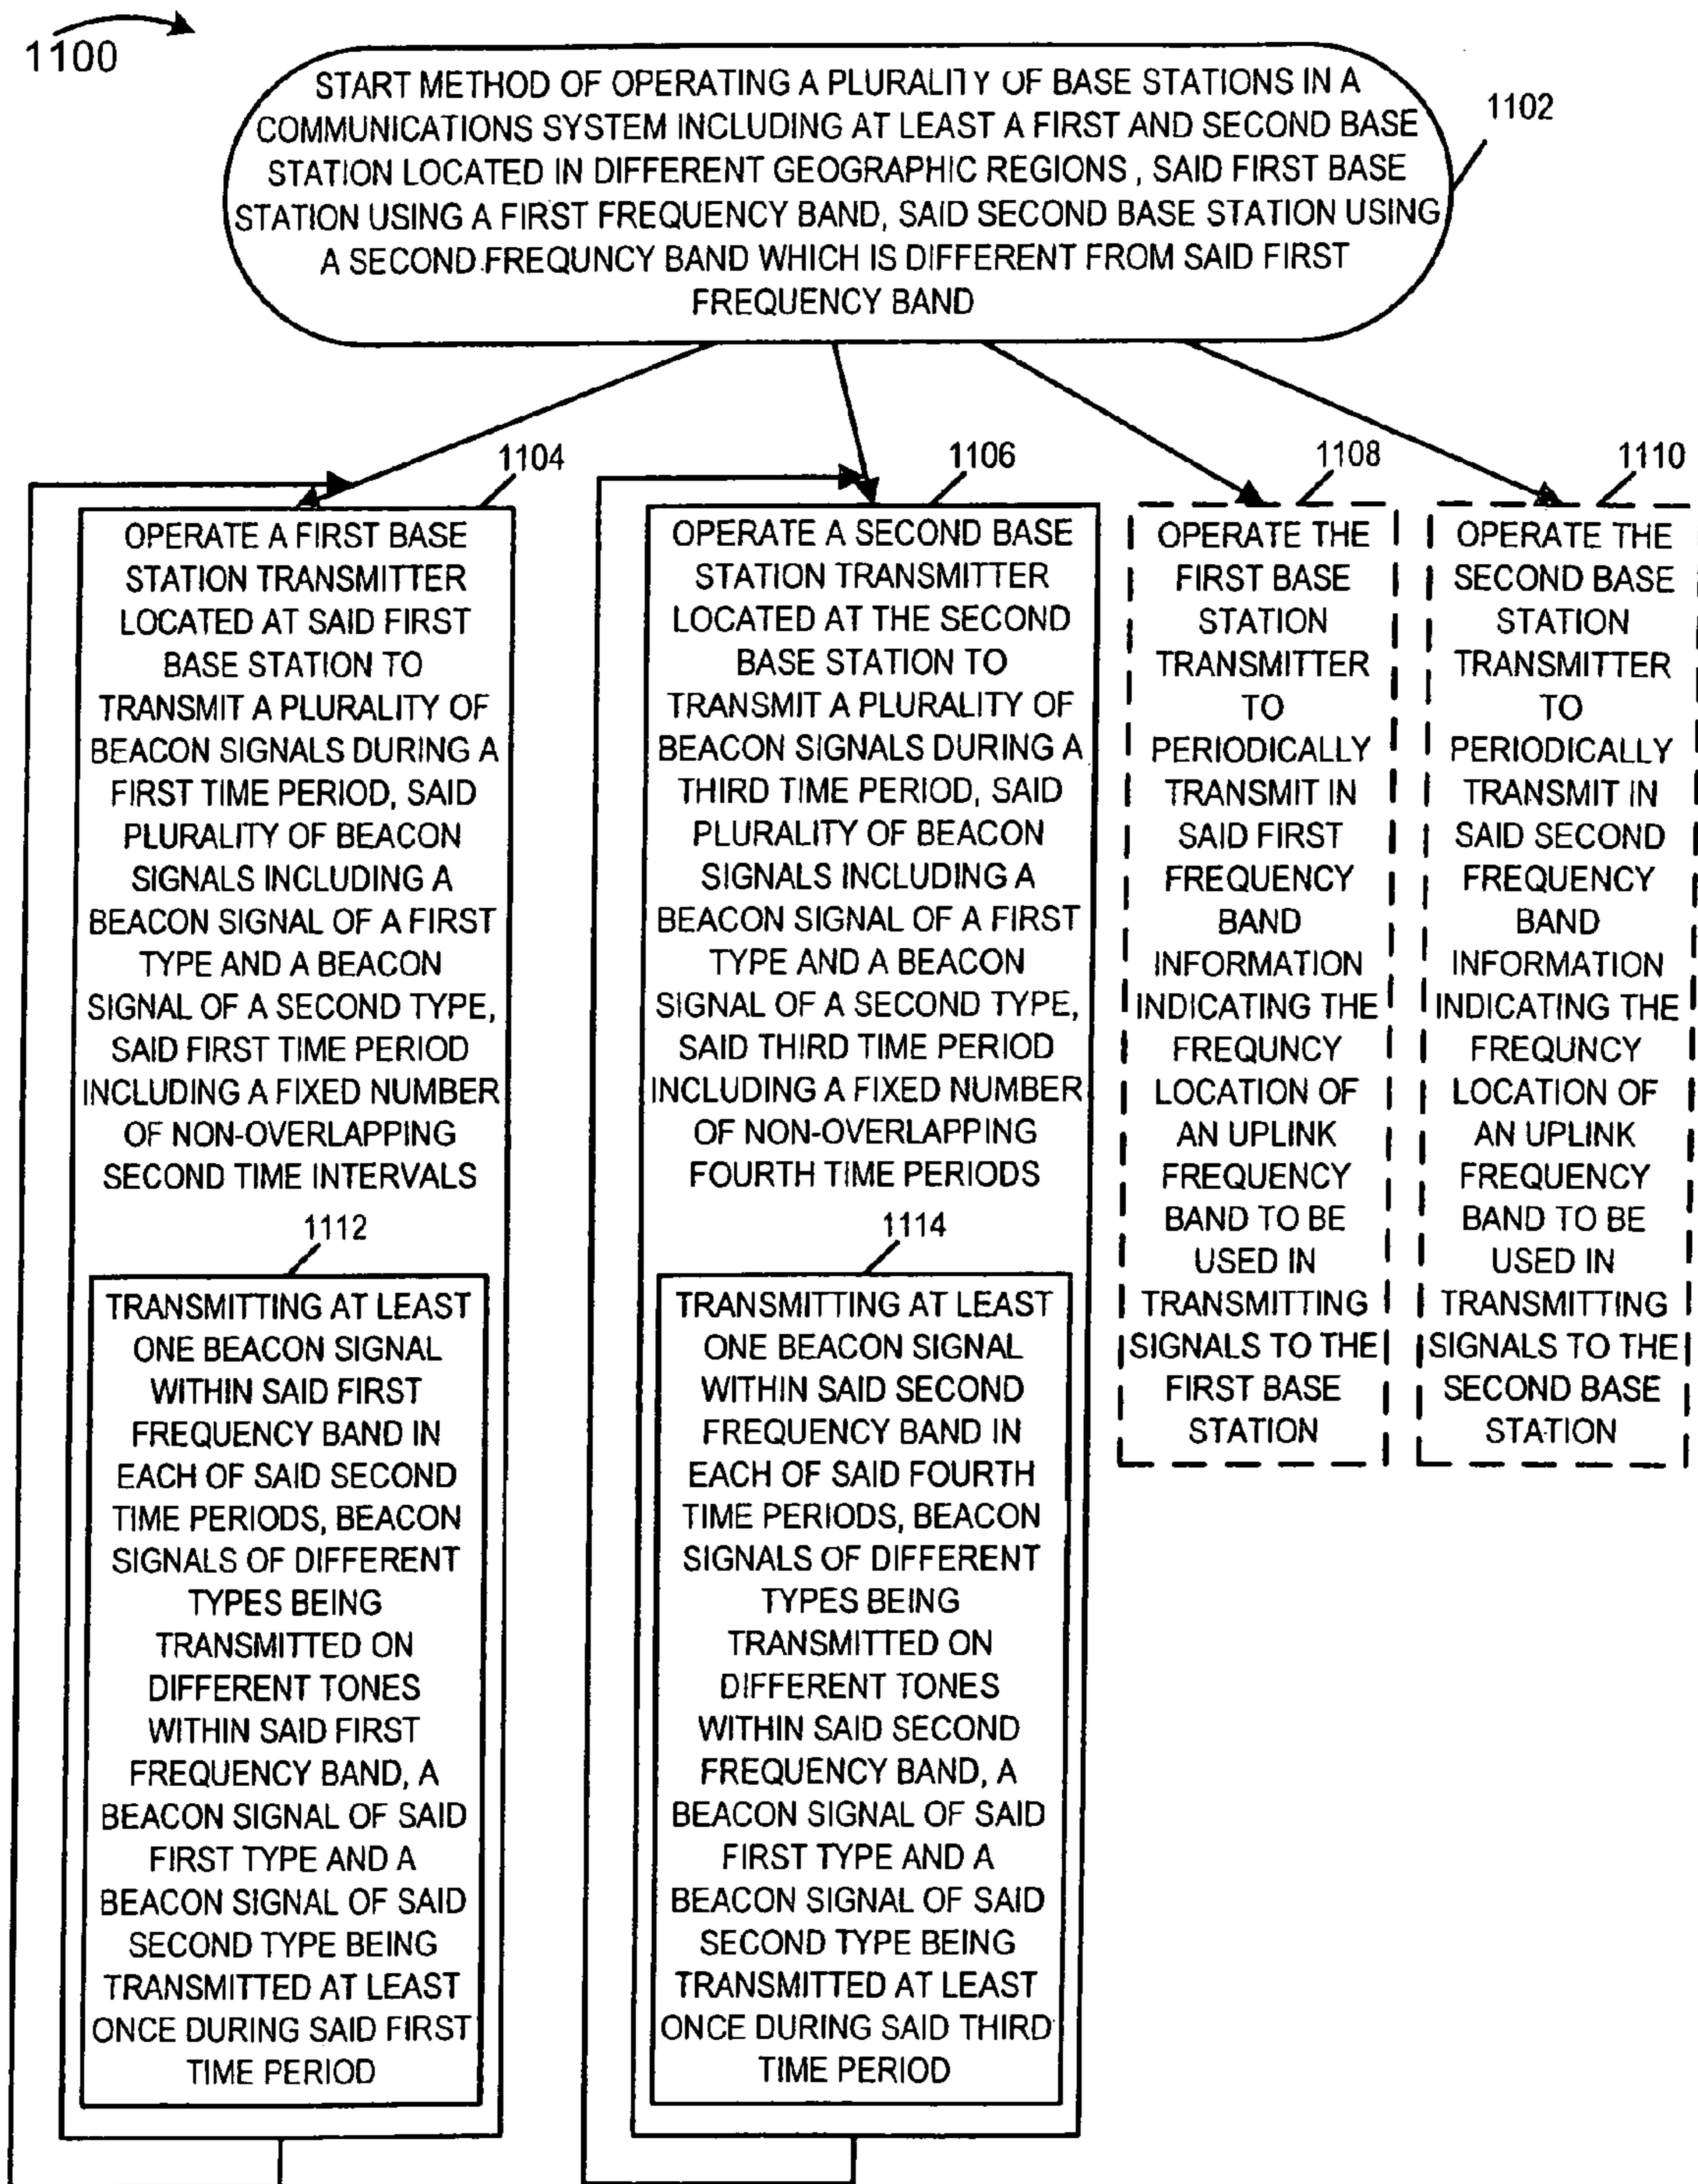 1100
START METHOD OF OPERATING A PLURALITY OF BASE STATIONS IN A
COMMUNICATIONS SYSTEM INCLUDING AT LEAST A FIRST AND SECOND BASE
STATION LOCATED IN DIFFERENT GEOGRAPHIC REGIONS , SAID FIRST BASE
STATION USING A FIRST FREQUENCY BAND, SAID SECOND BASE STATION USING
A SECOND FREQUNCY BAND WHICH IS DIFFERENT FROM SAID FIRST
FREQUENCY BAND
1102
1104
OPERATE A FIRST BASE
STATION TRANSMITTER
LOCATED AT SAID FIRST
BASE STATION TO
TRANSMIT A PLURALITY OF
BEACON SIGNALS DURING A
FIRST TIME PERIOD, SAID
PLURALITY OF BEACON
SIGNALS INCLUDING A
BEACON SIGNAL OF A FIRST
TYPE AND A BEACON
SIGNAL OF A SECOND TYPE,
SAID FIRST TIME PERIOD
INCLUDING A FIXED NUMBER
OF NON-OVERLAPPING
SECOND TIME INTERVALS
1112
TRANSMITTING AT LEAST
ONE BEACON SIGNAL
WITHIN SAID FIRST
FREQUENCY BAND IN
EACH OF SAID SECOND
TIME PERIODS, BEACON
SIGNALS OF DIFFERENT
TYPES BEING
TRANSMITTED ON
DIFFERENT TONES
WITHIN SAID FIRST
FREQUENCY BAND, A
BEACON SIGNAL OF SAID
FIRST TYPE AND A
BEACON SIGNAL OF SAID
SECOND TYPE BEING
TRANSMITTED AT LEAST
ONCE DURING SAID FIRST
TIME PERIOD
1106
OPERATE A SECOND BASE
STATION TRANSMITTER
LOCATED AT THE SECOND
BASE STATION TO
TRANSMIT A PLURALITY OF
BEACON SIGNALS DURING A
THIRD TIME PERIOD, SAID
PLURALITY OF BEACON
SIGNALS INCLUDING A
BEACON SIGNAL OF A FIRST
TYPE AND A BEACON
SIGNAL OF A SECOND TYPE,
SAID THIRD TIME PERIOD
INCLUDING A FIXED NUMBER
OF NON-OVERLAPPING
FOURTH TIME PERIODS
1114
TRANSMITTING AT LEAST
ONE BEACON SIGNAL
WITHIN SAID SECOND
FREQUENCY BAND IN
EACH OF SAID FOURTH
TIME PERIODS, BEACON
SIGNALS OF DIFFERENT
TYPES BEING
TRANSMITTED ON
DIFFERENT TONES
WITHIN SAID SECOND
FREQUENCY BAND, A
BEACON SIGNAL OF SAID
FIRST TYPE AND A
BEACON SIGNAL OF SAID
SECOND TYPE BEING
TRANSMITTED AT LEAST
ONCE DURING SAID THIRD
TIME PERIOD
1108
OPERATE THE
FIRST BASE
STATION
TRANSMITTER
TO
PERIODICALLY
TRANSMIT IN
SAID FIRST
FREQUENCY
BAND
INFORMATION
INDICATING THE
FREQUNCY
LOCATION OF
AN UPLINK
FREQUENCY
BAND TO BE
USED IN
TRANSMITTING
SIGNALS TO THE
FIRST BASE
STATION
1110
OPERATE THE
SECOND BASE
STATION
TRANSMITTER
TO
PERIODICALLY
TRANSMIT IN
SAID SECOND
FREQUENCY
BAND
INFORMATION
INDICATING THE
FREQUNCY
LOCATION OF
AN UPLINK
FREQUENCY
BAND TO BE
USED IN
TRANSMITTING
SIGNALS TO THE
SECOND BASE
STATION